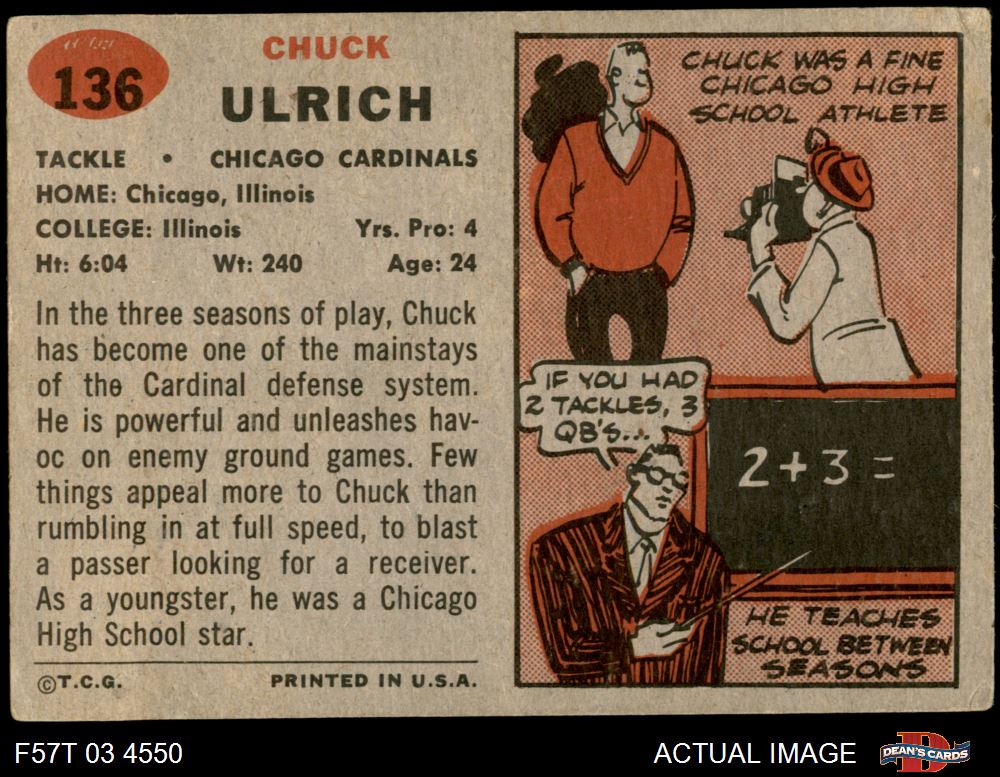 136
CHUCK
ULRICH
TACKLE • CHICAGO CARDINALS
HOME: Chicago, Illinois
COLLEGE: Illinois Yrs. Pro: 4
Ht: 6:04 Wt: 240 Age: 24
In the three seasons of play, Chuck
has become one of the mainstays
of the Cardinal defense system.
He is powerful and unleashes hav-
oc on enemy ground games. Few
things appeal more to Chuck than
rumbling in at full speed, to blast
a passer looking for a receiver.
As a youngster, he was a Chicago
High School star.
©T.C.G. PRINTED IN U.S.A.
CHUCK WAS A FINE
CHICAGO HIGH
SCHOOL ATHLETE
IF YOU HAD
2 TACKLES, 3
QB'S...
2+3=
HE TEACHES
SCHOOL BETWEEN
SEASONS
F57T 03 4550
ACTUAL IMAGE
DEAN'S CARDS